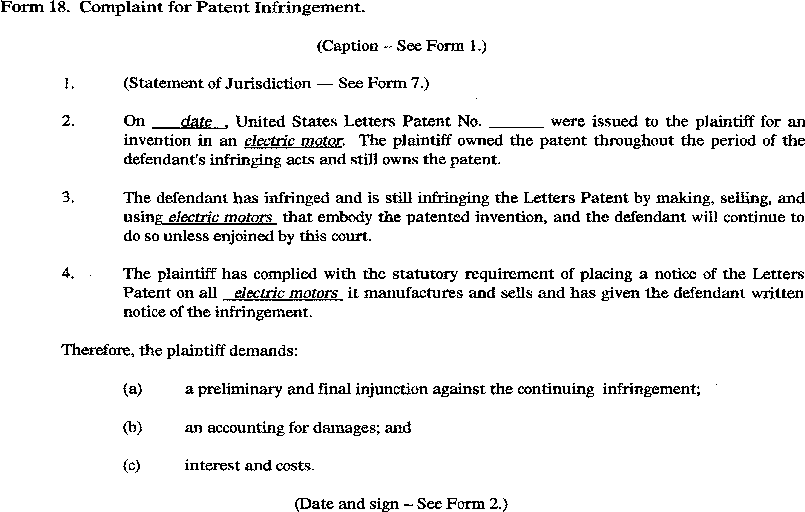 Form 18. Complaint for Patent Infringement.
(Caption – See Form 1.)
1. (Statement of Jurisdiction — See Form 7.)
2. On ___date__, United States Letters Patent No. ______ were issued to the plaintiff for an
invention in an electric motor. The plaintiff owned the patent throughout the period of the
defendant's infringing acts and still owns the patent.
3. The defendant has infringed and is still infringing the Letters Patent by making, selling, and
using electric motors that embody the patented invention, and the defendant will continue to
do so unless enjoined by this court.
4. The plaintiff has complied with the statutory requirement of placing a notice of the Letters
Patent on all electric motors it manufactures and sells and has given the defendant written
notice of the infringement.
Therefore, the plaintiff demands:
(a) a preliminary and final injunction against the continuing infringement;
(b) an accounting for damages; and
(c) interest and costs.
(Date and sign – See Form 2.)